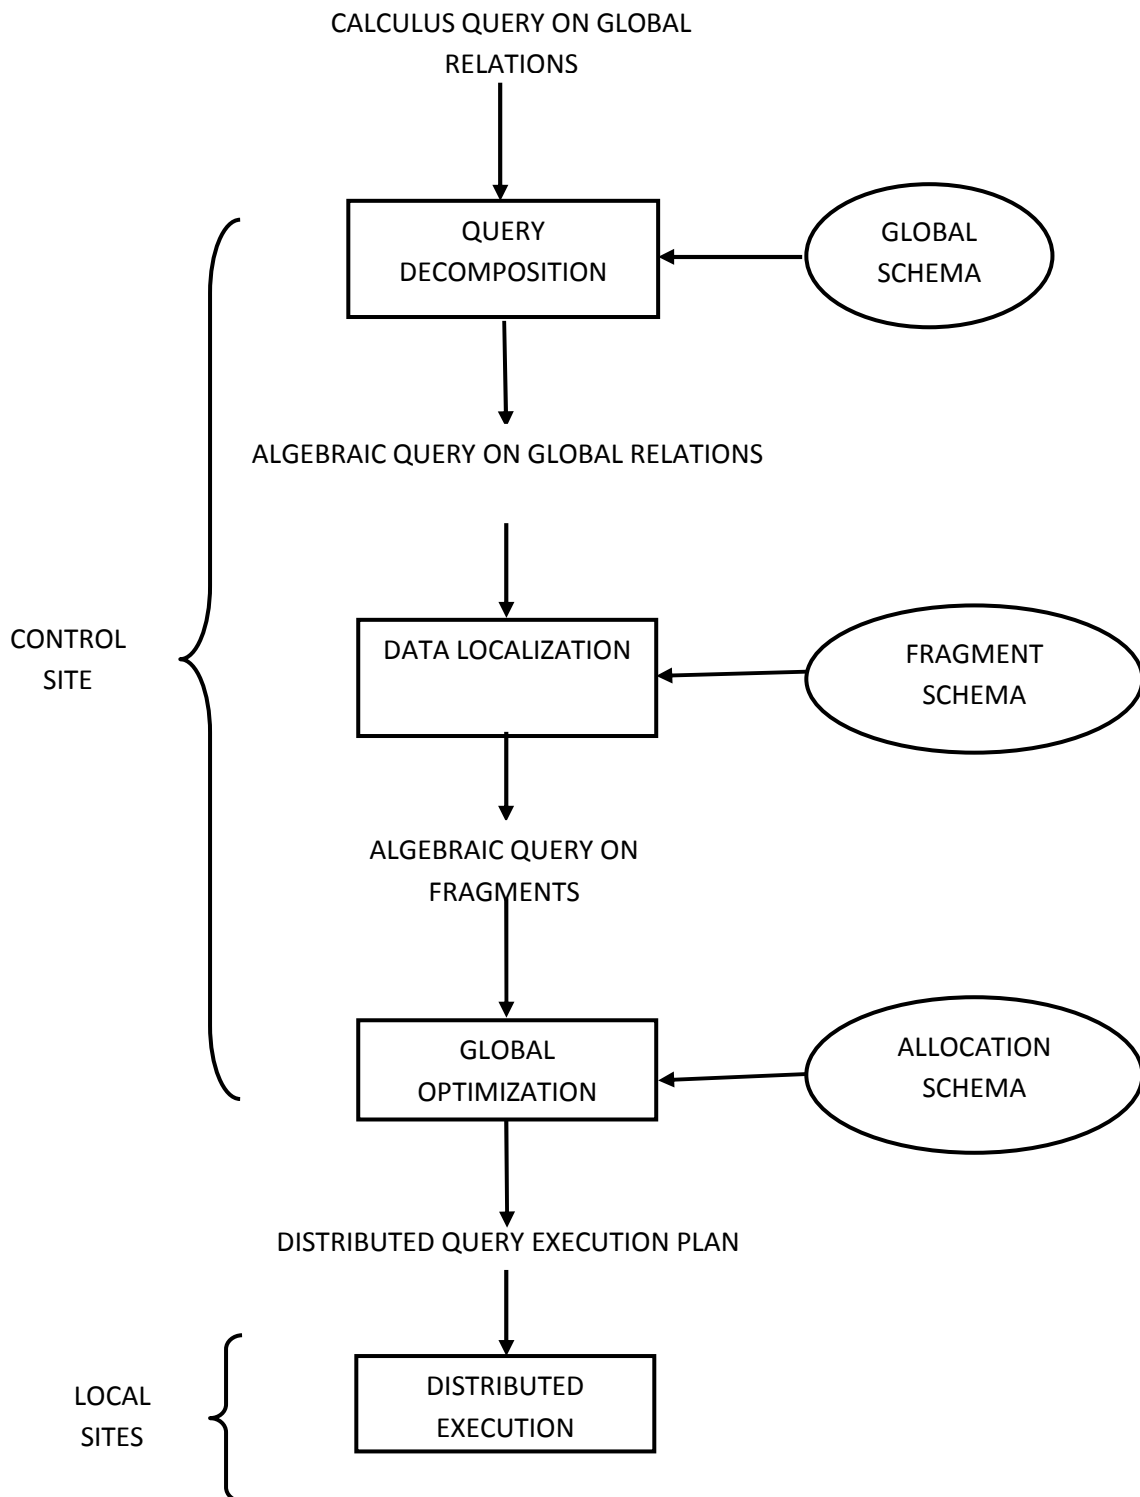 CALCULUS QUERY ON GLOBAL
RELATIONS
QUERY
DECOMPOSITION
GLOBAL
SCHEMA
ALGEBRAIC QUERY ON GLOBAL RELATIONS
CONTROL
SITE
DATA LOCALIZATION
FRAGMENT
SCHEMA
ALGEBRAIC QUERY ON
FRAGMENTS
GLOBAL
OPTIMIZATION
ALLOCATION
SCHEMA
DISTRIBUTED QUERY EXECUTION PLAN
LOCAL
SITES
DISTRIBUTED
EXECUTION